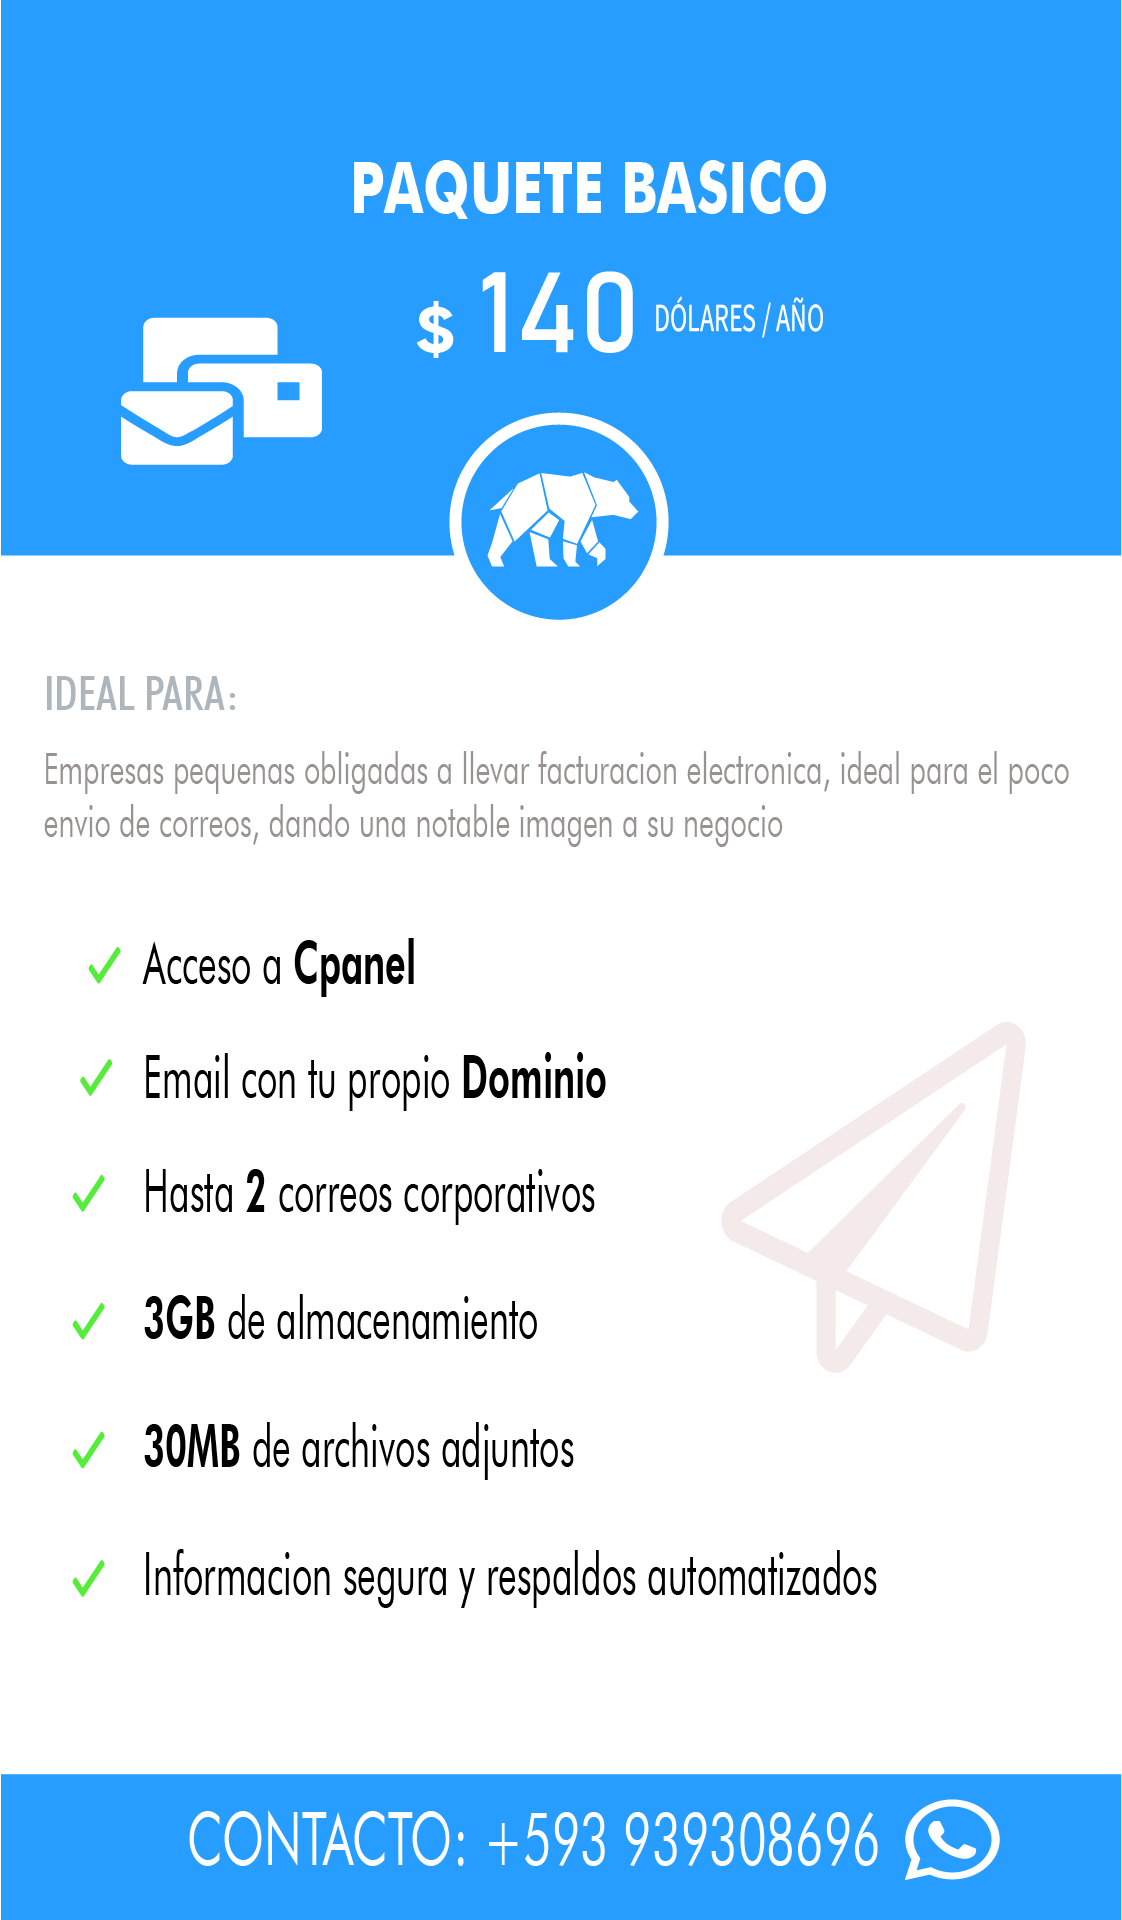 PAQUETE BASICO
$ 140 DÓLARES / AÑO
IDEAL PARA:
Empresas pequenas obligadas a llevar facturacion electronica, ideal para el poco
envio de correos, dando una notable imagen a su negocio
Acceso a Cpanel
Email con tu propio Dominio
Hasta 2 correos corporativos
3GB de almacenamiento
30MB de archivos adjuntos
Informacion segura y respaldos automatizados
CONTACTO: +593 939308696